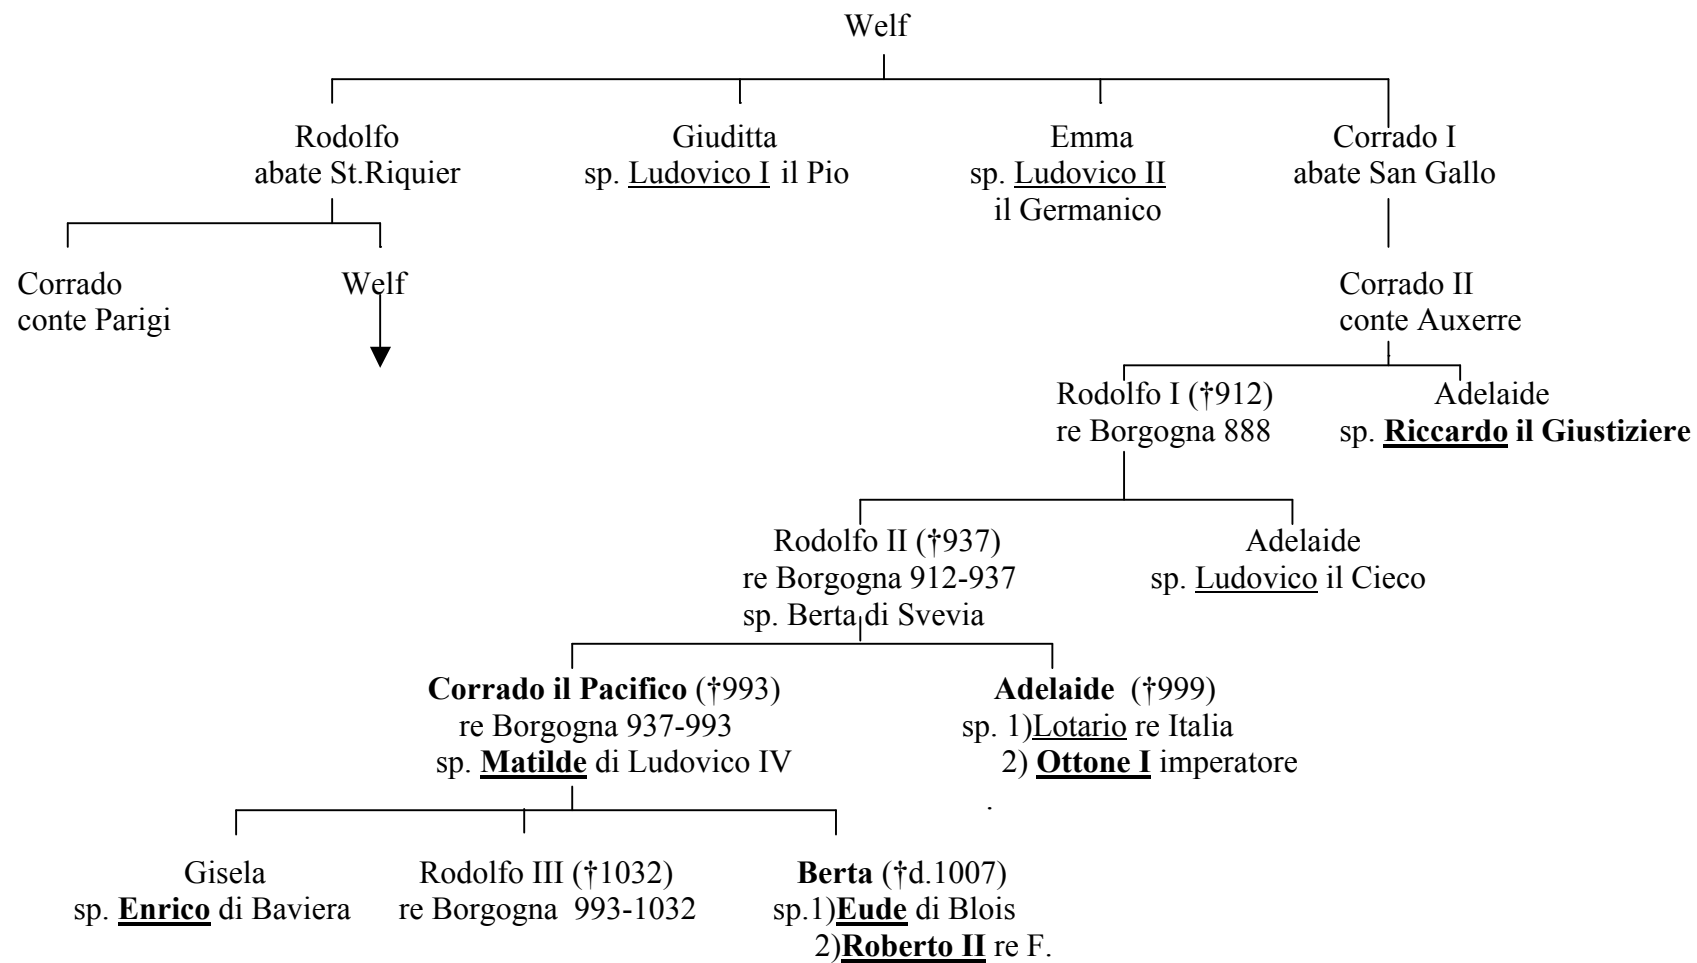 Welf
Rodolfo
abate St.Riquier
Giuditta
sp. Ludovico I il Pio
Emma
sp. Ludovico II
il Germanico
Corrado I
abate San Gallo
Corrado
conte Parigi
Welf
Corrado II
conte Auxerre
Rodolfo I (†912)
re Borgogna 888
Adelaide
sp. Riccardo il Giustiziere
Rodolfo II (†937)
re Borgogna 912-937
sp. Berta di Svevia
Adelaide
sp. Ludovico il Cieco
Corrado il Pacifico (†993)
re Borgogna 937-993
sp. Matilde di Ludovico IV
Adelaide (†999)
sp. 1)Lotario re Italia
2) Ottone I imperatore
Gisela
sp. Enrico di Baviera
Rodolfo III (†1032)
re Borgogna 993-1032
Berta (†d.1007)
sp.1)Eude di Blois
2)Roberto II re F.